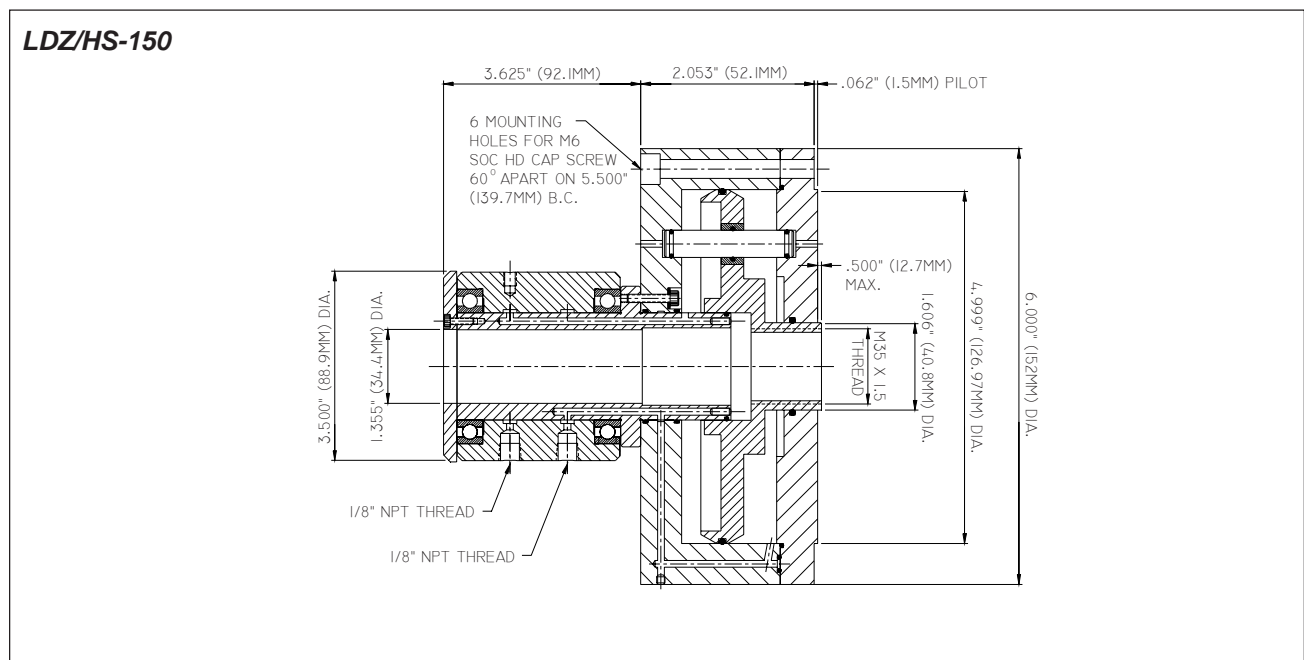 LDZ/HS-150
3.625" (92.1MM)
2.053" (52.1MM)
.062" (1.5MM) PILOT
6 MOUNTING
HOLES FOR M6
SOC HD CAP SCREW
60° APART ON 5.500"
(139.7MM) B.C.
.500" (12.7MM)
MAX.
3.500" (88.9MM) DIA.
1.355" (34.4MM) DIA.
M35 X 1.5
THREAD
1.606" (40.8MM) DIA.
4.999" (126.97MM) DIA.
6.000" (152MM) DIA.
1/8" NPT THREAD
1/8" NPT THREAD